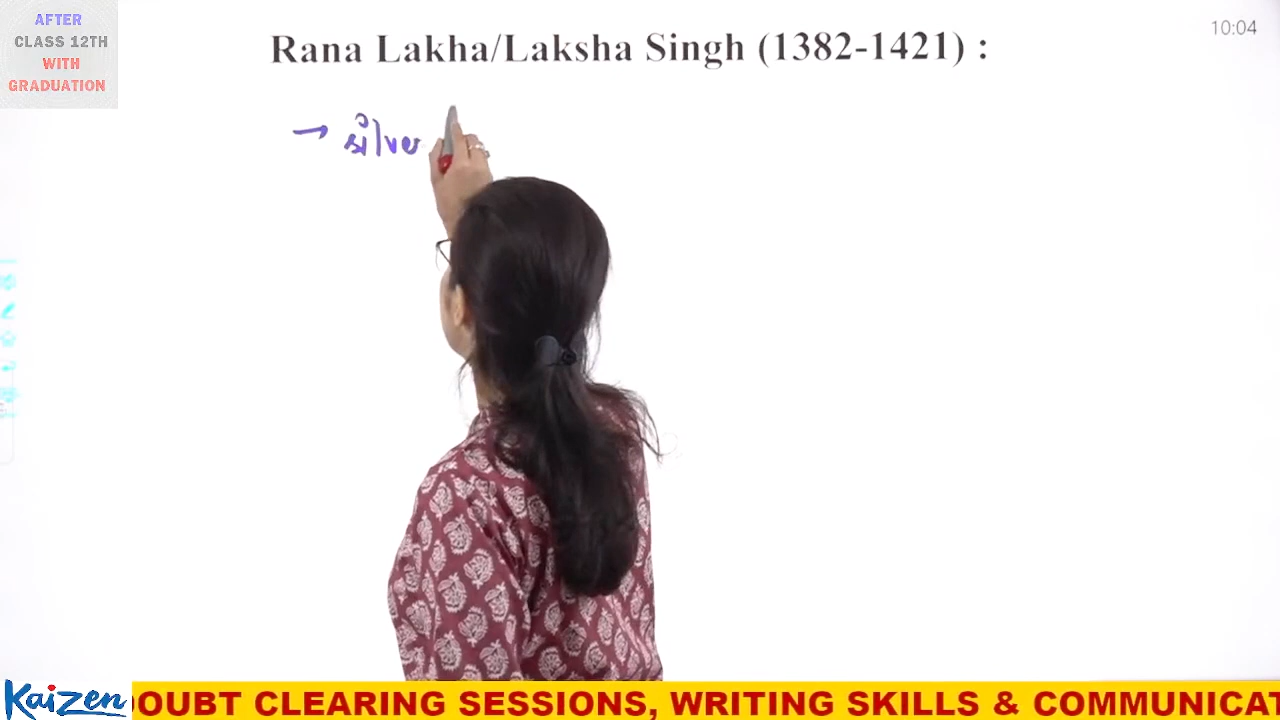 AFTER
CLASS 12TH
WITH
GRADUATION
10:04
Rana Lakha/Laksha Singh (1382-1421) :
→
Kaizen
DOUBT CLEARING SESSIONS, WRITING SKILLS & COMMUNICAT